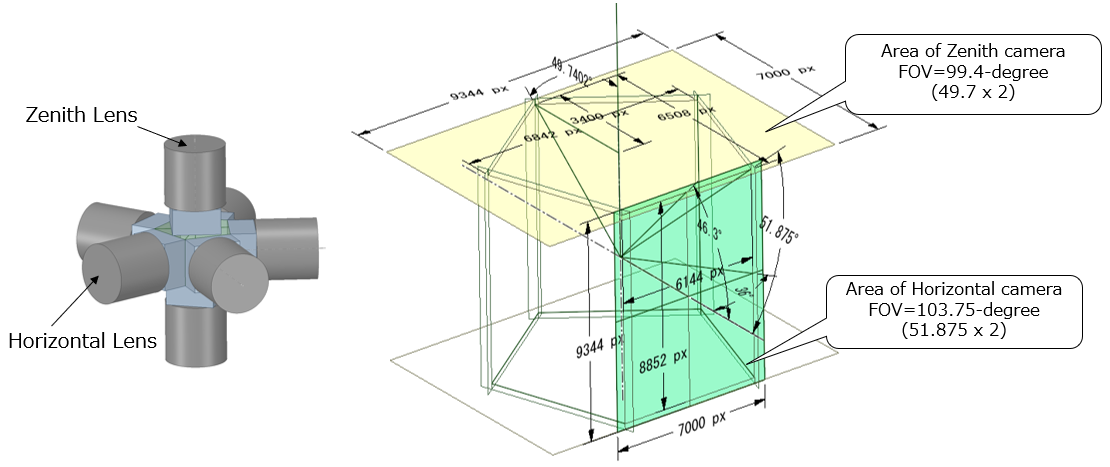 Zenith Lens
Horizontal Lens
9344 px
49.7402°
7000 px
3400 px
6842 px
6508 px
Area of Zenith camera
FOV=99.4-degree
(49.7 x 2)
46.3°
51.875°
6144 px
36°
9344 px
8852 px
7000 px
Area of Horizontal camera
FOV=103.75-degree
(51.875 x 2)